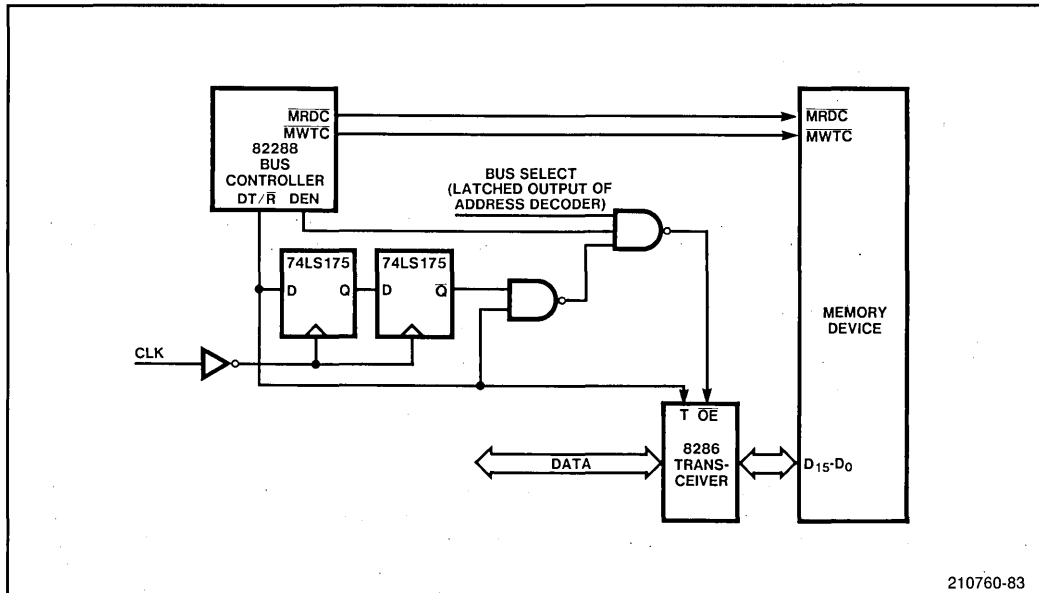 MRDC
MWTC
82288
BUS
CONTROLLER
DT/R̅ DEN
MRDC
MWTC
BUS SELECT
(LATCHED OUTPUT OF
ADDRESS DECODER)
74LS175
D Q
74LS175
D Q̅
CLK
MEMORY
DEVICE
T O̅E̅
8286
TRANS-
CEIVER
DATA
D15-D0
210760-83